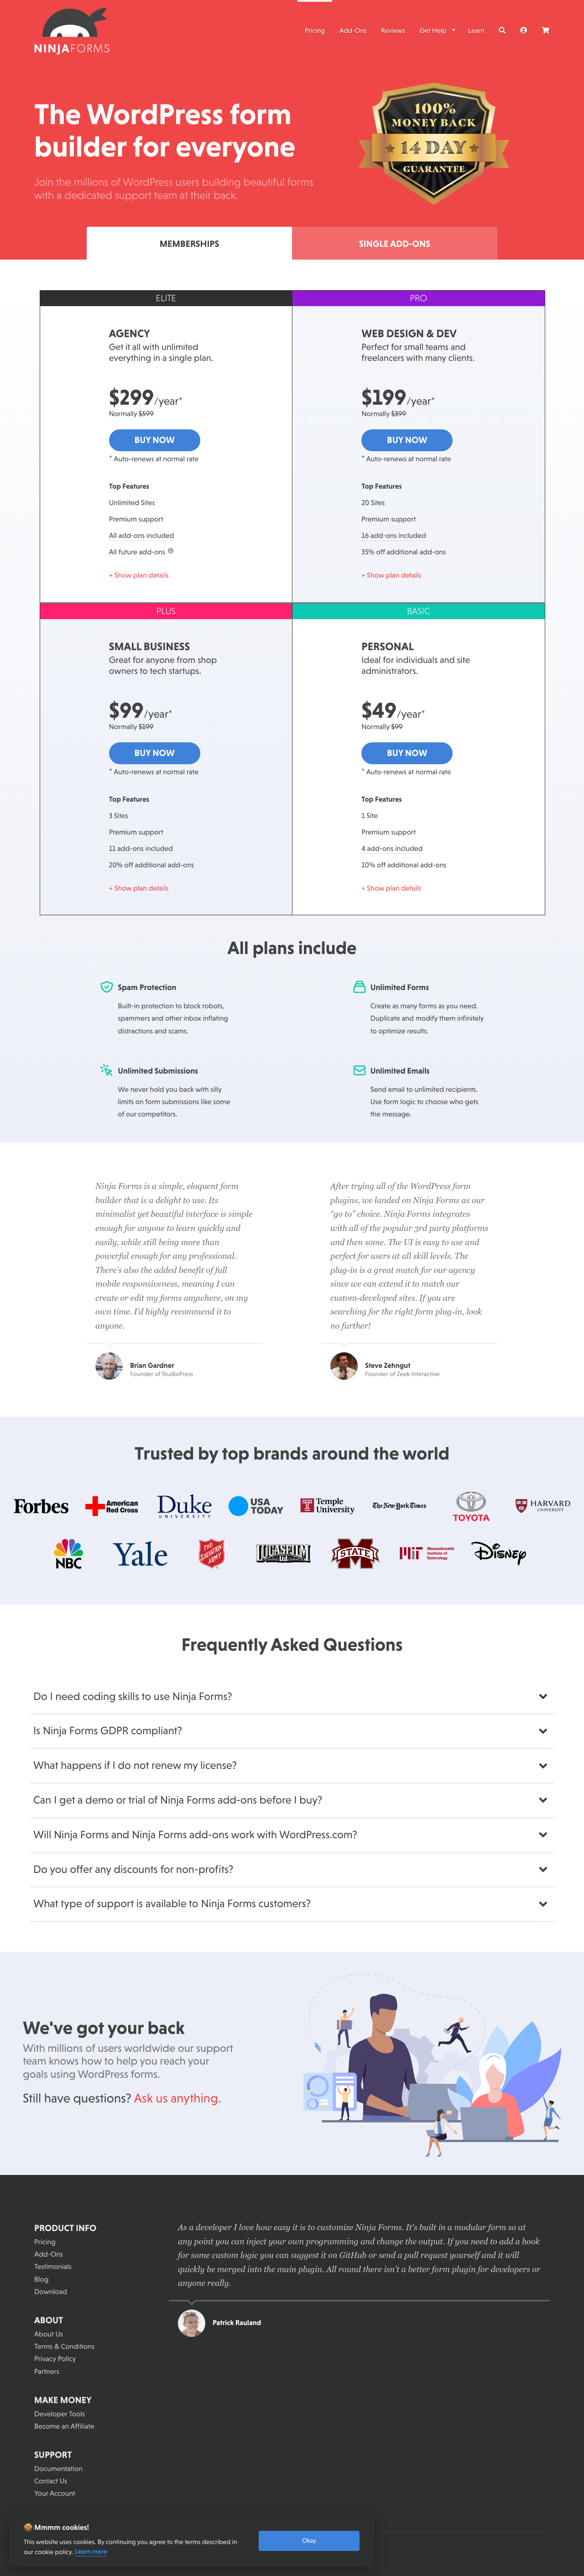 NINJAFORMS
Pricing
Add-Ons
Reviews
Get Help
Learn
The WordPress form
builder for everyone
Join the millions of WordPress users building beautiful forms
with a dedicated support team at their back.
100%
MONEY BACK
14 DAY
GUARANTEE
MEMBERSHIPS
SINGLE ADD-ONS
ELITE
AGENCY
Get it all with unlimited
everything in a single plan.
$299/year*
Normally $599
BUY NOW
* Auto-renews at normal rate
Top Features
Unlimited Sites
Premium support
All add-ons included
All future add-ons
+ Show plan details
PRO
WEB DESIGN & DEV
Perfect for small teams and
freelancers with many clients.
$199/year*
Normally $399
BUY NOW
* Auto-renews at normal rate
Top Features
20 Sites
Premium support
16 add-ons included
35% off additional add-ons
+ Show plan details
PLUS
SMALL BUSINESS
Great for anyone from shop
owners to tech startups.
$99/year*
Normally $199
BUY NOW
* Auto-renews at normal rate
Top Features
3 Sites
Premium support
11 add-ons included
20% off additional add-ons
+ Show plan details
BASIC
PERSONAL
Ideal for individuals and site
administrators.
$49/year*
Normally $99
BUY NOW
* Auto-renews at normal rate
Top Features
1 Site
Premium support
4 add-ons included
10% off additional add-ons
+ Show plan details
All plans include
Spam Protection
Built-in protection to block robots,
spammers and other inbox inflating
distractions and scams.
Unlimited Forms
Create as many forms as you need.
Duplicate and modify them infinitely
to optimize results.
Unlimited Submissions
We never hold you back with silly
limits on form submissions like some
of our competitors.
Unlimited Emails
Send email to unlimited recipients.
Use form logic to choose who gets
the message.
Ninja Forms is a simple, eloquent form
builder that is a delight to use. Its
minimalist yet beautiful interface is simple
enough for anyone to learn quickly and
easily, while still being more than
powerful enough for any professional.
There's also the added benefit of full
mobile responsiveness, meaning I can
create or edit my forms anywhere, on my
own time. I'd highly recommend it to
anyone.
Brian Gardner
Founder of StudioPress
After trying all of the WordPress form
plugins, we landed on Ninja Forms as our
"go to" choice. Ninja Forms integrates
with all of the popular 3rd party platforms
and then some. The UI is easy to use and
perfect for users at all skill levels. The
plug-in is a great match for our agency
since we can extend it to match our
custom-developed sites. If you are
searching for the right form plug-in, look
no further!
Steve Zehngut
Founder of Zeek Interactive
Trusted by top brands around the world
Forbes
American
Red Cross
Duke
UNIVERSITY
USA
TODAY
Temple
University
The New York Times
TOYOTA
HARVARD
UNIVERSITY
NBC
Yale
THE
SALVATION
ARMY
LUCASFILM
LTD
STATE
MIT
Massachusetts
Institute of
Technology
Disney
Frequently Asked Questions
Do I need coding skills to use Ninja Forms?
Is Ninja Forms GDPR compliant?
What happens if I do not renew my license?
Can I get a demo or trial of Ninja Forms add-ons before I buy?
Will Ninja Forms and Ninja Forms add-ons work with WordPress.com?
Do you offer any discounts for non-profits?
What type of support is available to Ninja Forms customers?
We've got your back
With millions of users worldwide our support
team knows how to help you reach your
goals using WordPress forms.
Still have questions? Ask us anything.
PRODUCT INFO
Pricing
Add-Ons
Testimonials
Blog
Download
ABOUT
About Us
Terms & Conditions
Privacy Policy
Partners
MAKE MONEY
Developer Tools
Become an Affiliate
SUPPORT
Documentation
Contact Us
Your Account
As a developer I love how easy it is to customize Ninja Forms. It's built in a modular form so at
any point you can inject your own programming and change the output. If you need to add a hook
for some custom logic you can suggest it on GitHub or send a pull request yourself and it will
quickly be merged into the main plugin. All round there isn't a better form plugin for developers or
anyone really.
Patrick Rauland
Mmmm cookies!
This website uses cookies. By continuing you agree to the terms described in
our cookie policy. Learn more
Okay